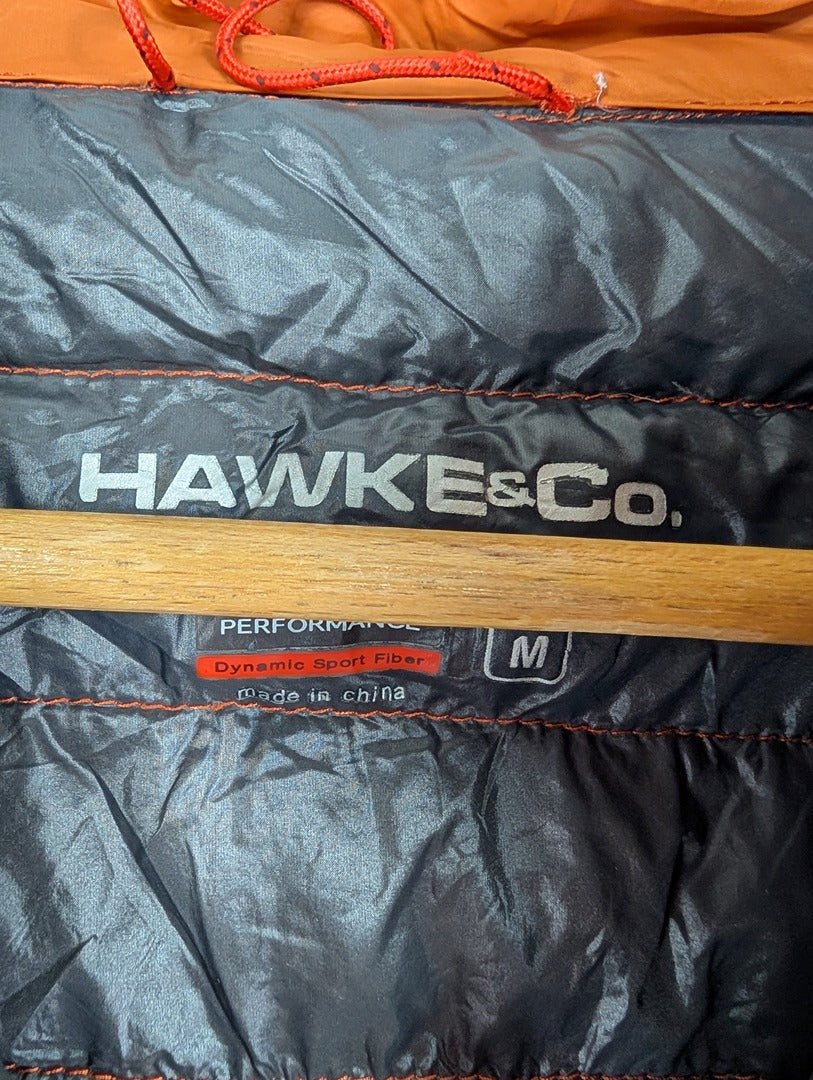 HAWKE&Co.
PERFORMANCE
M
Dynamic Sport Fiber
made in china